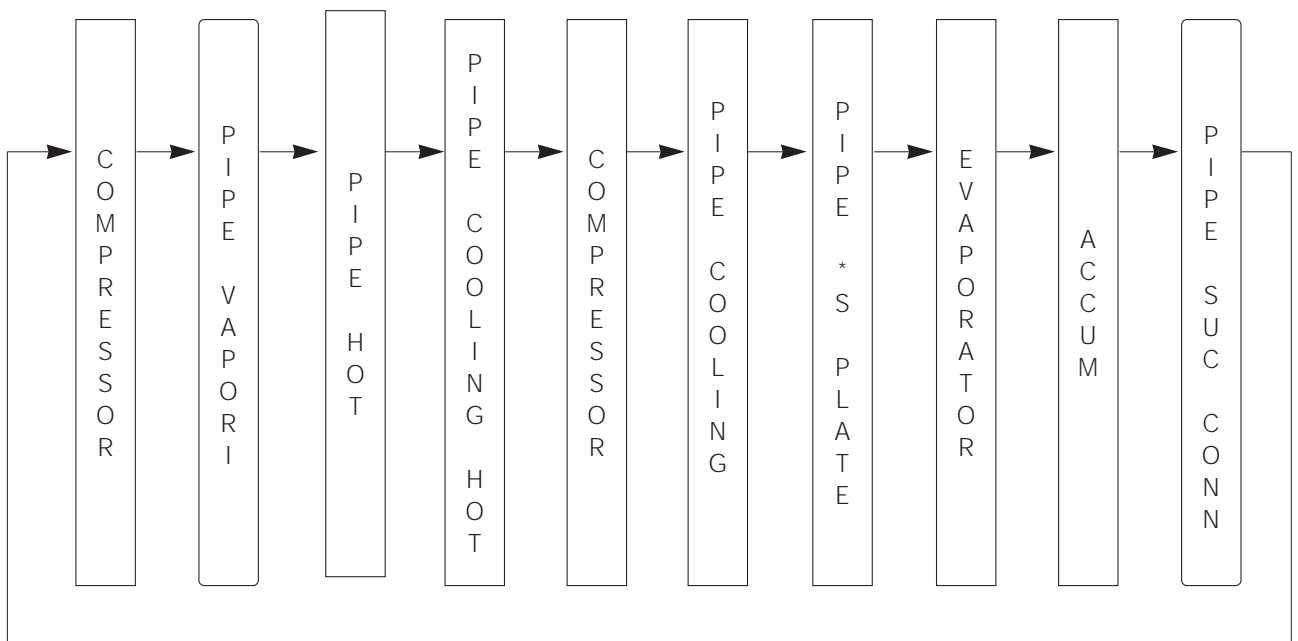 COMPRESSOR
PIPE VAPORI
PIPE HOT
PIPE COOLING HOT
COMPRESSOR
PIPE COOLING
PIPE *S PLATE
EVAPORATOR
ACCUM
PIPE SUC CONN